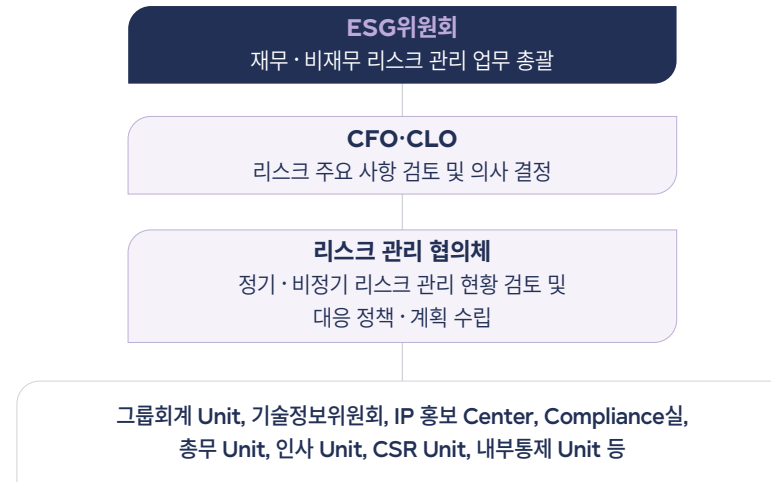 ESG위원회
재무·비재무 리스크 관리 업무 총괄
CFO·CLO
리스크 주요 사항 검토 및 의사 결정
리스크 관리 협의체
정기·비정기 리스크 관리 현황 검토 및
대응 정책·계획 수립
그룹회계 Unit, 기술정보위원회, IP 홍보 Center, Compliance실,
총무 Unit, 인사 Unit, CSR Unit, 내부통제 Unit 등